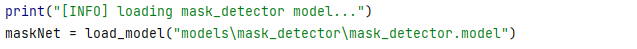 print("[INFO] loading mask_detector model...")
maskNet = load_model("models\mask_detector\mask_detector.model")